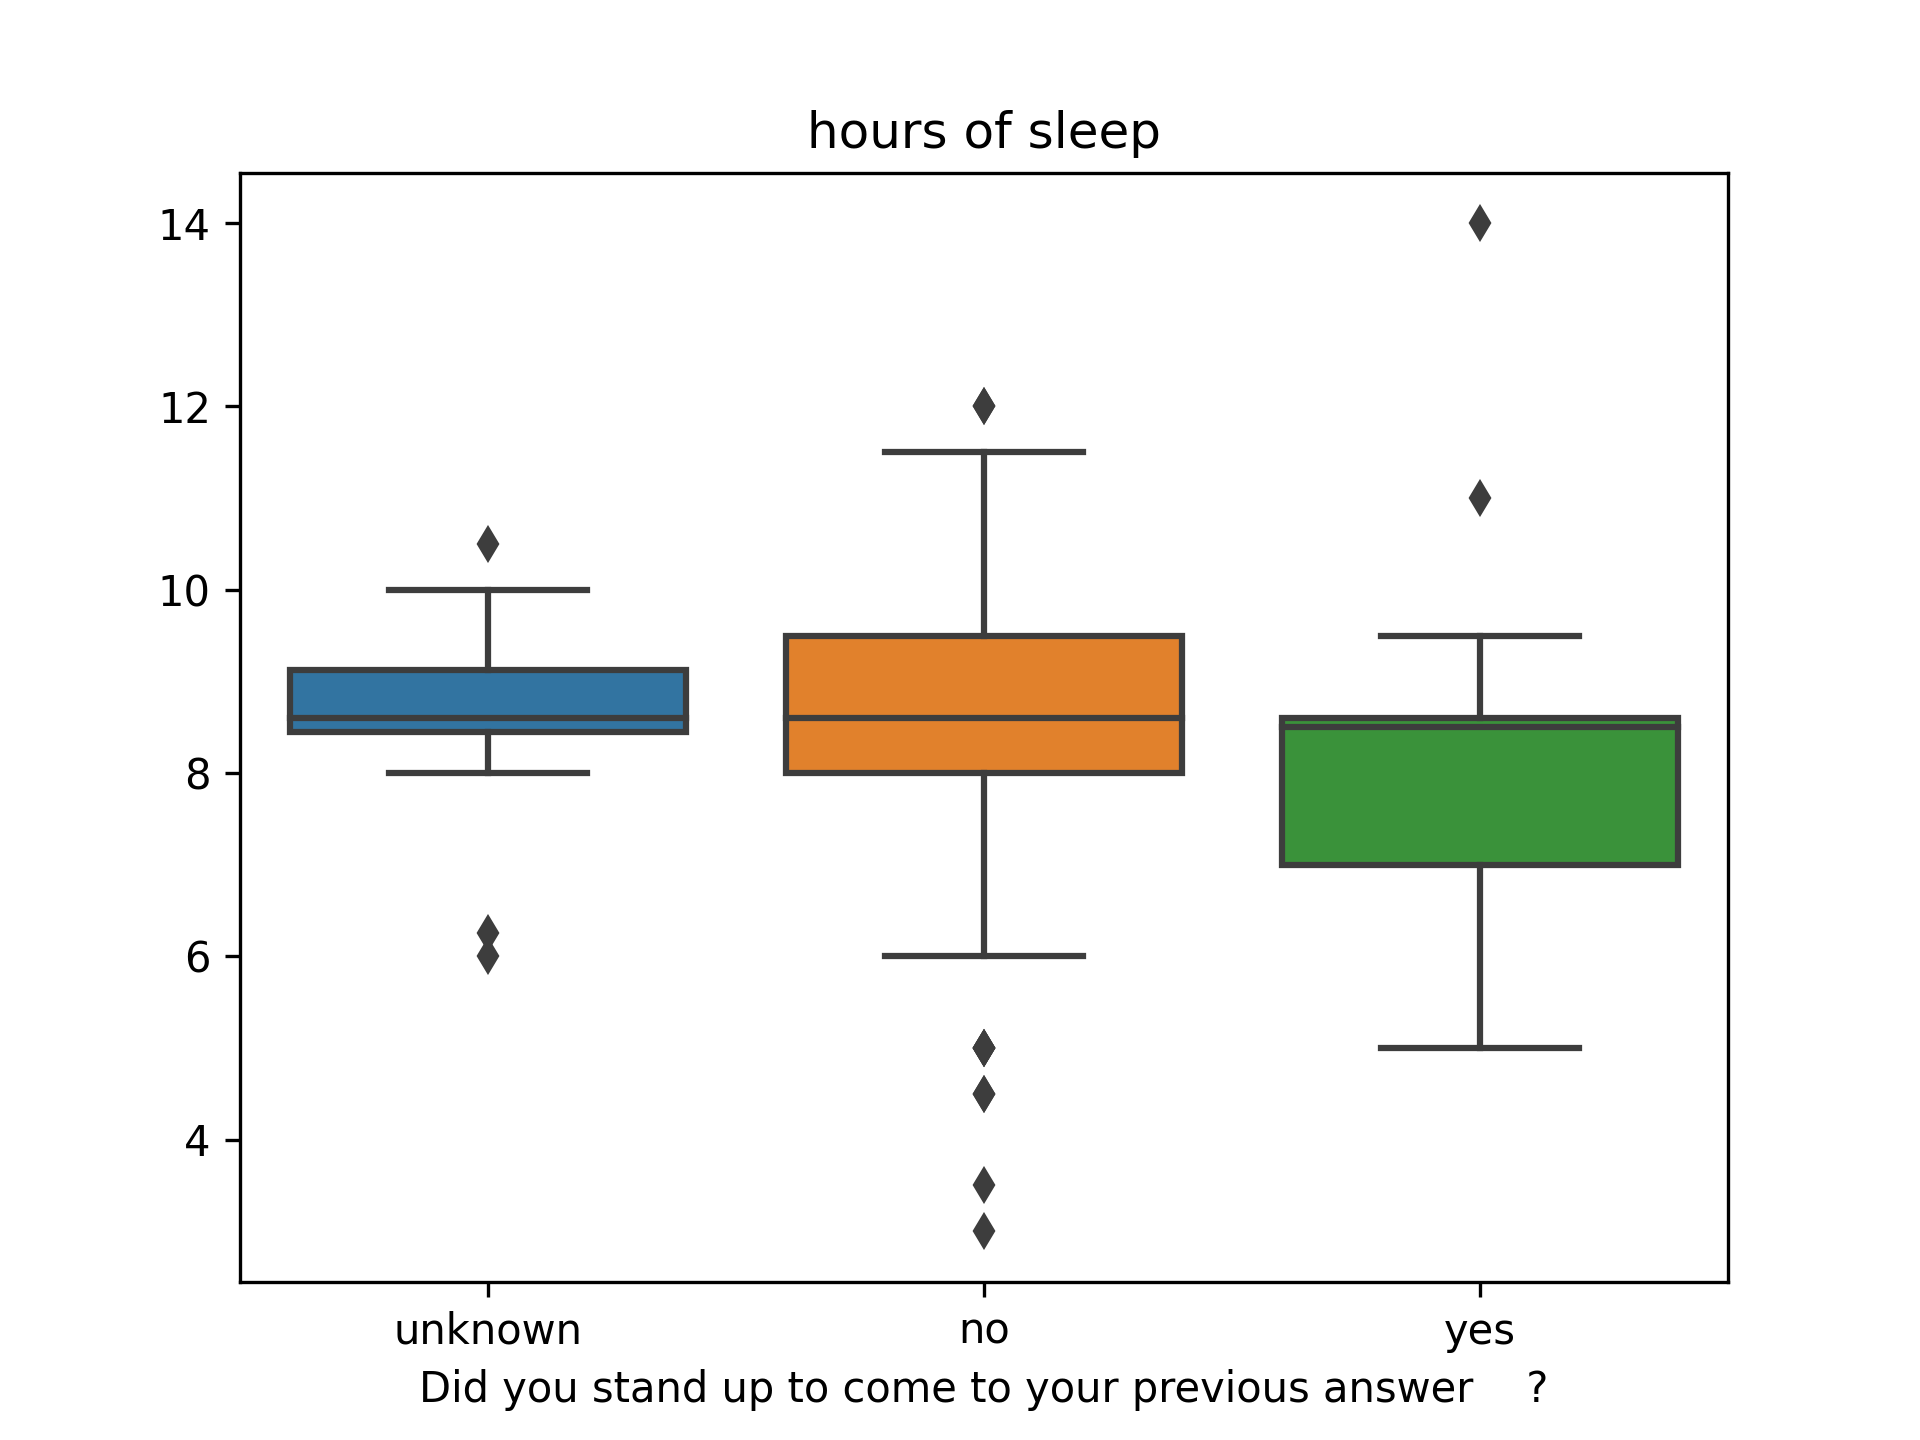 hours of sleep
14
12
10
8
6
4
unknown no yes
Did you stand up to come to your previous answer    ?